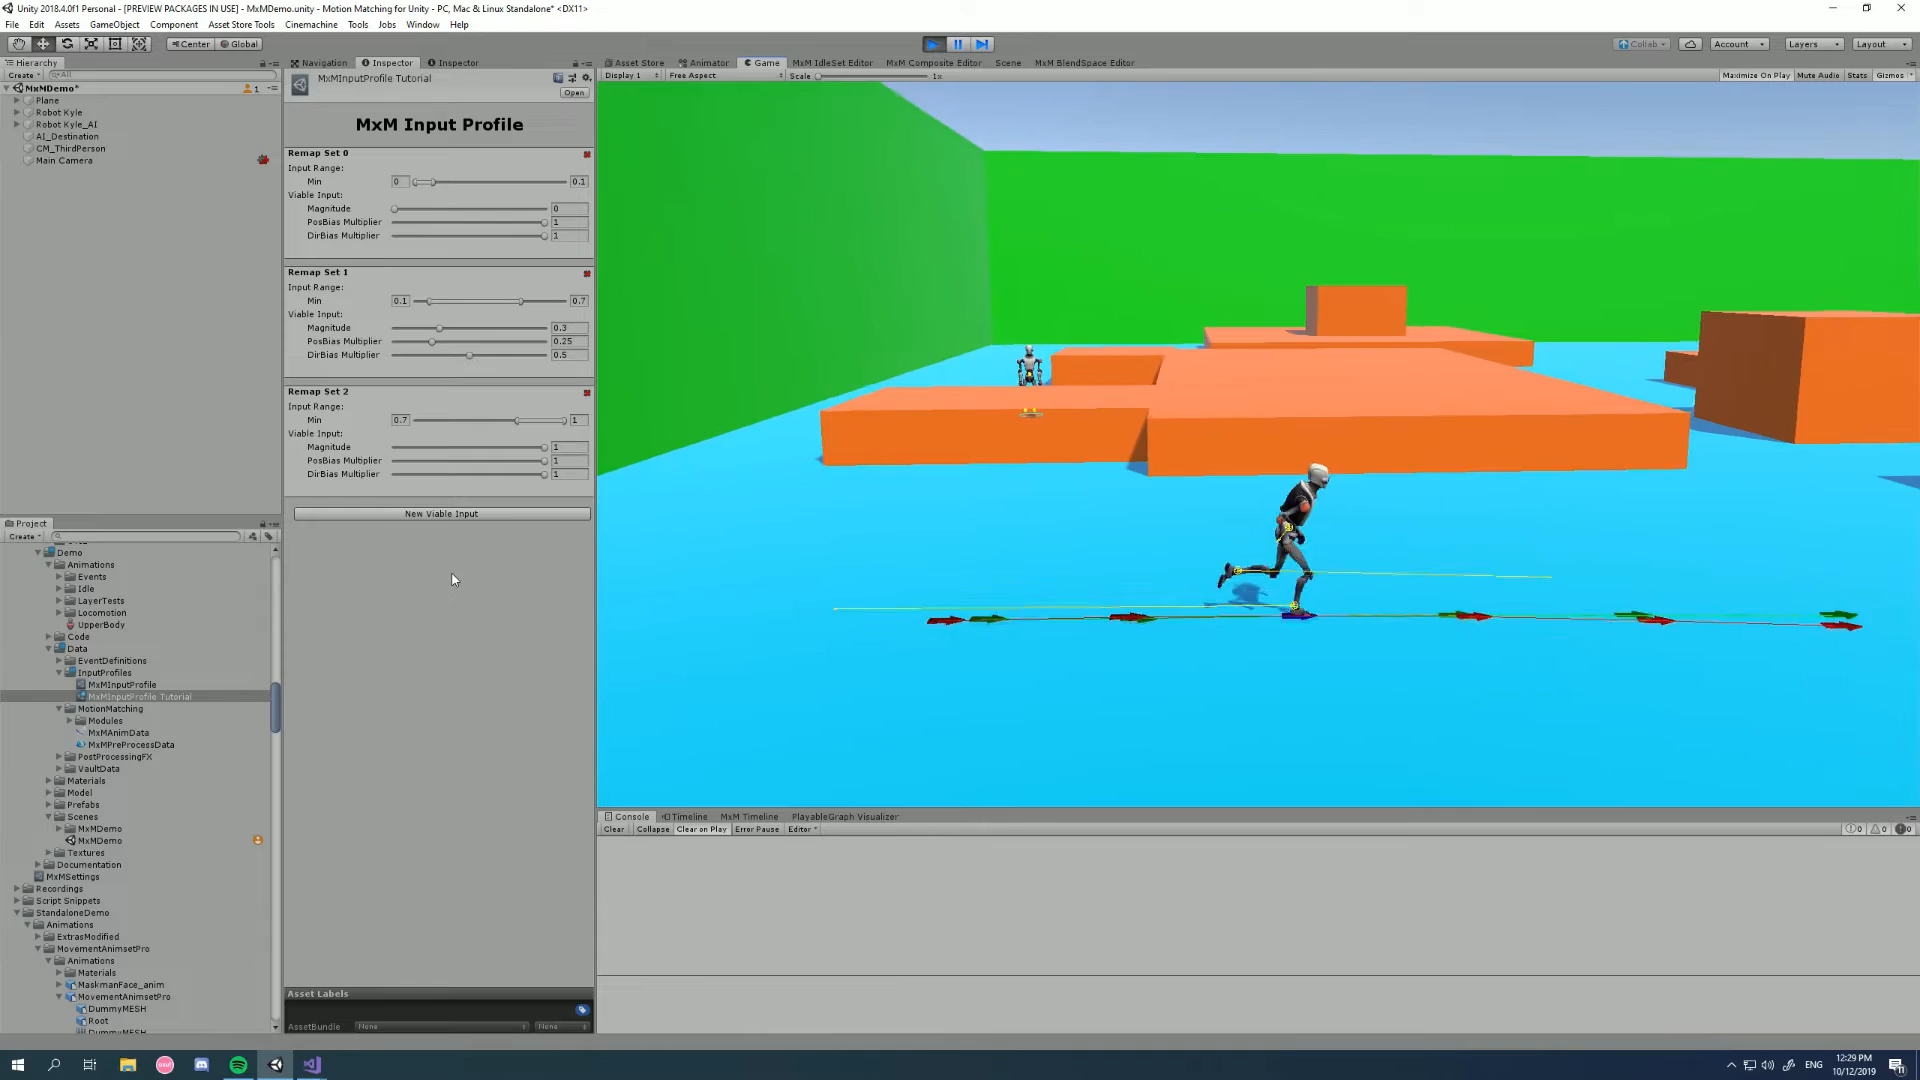 Unity 2018.4.0f1 Personal - [PREVIEW PACKAGES IN USE] - MxMDemo.unity - Motion Matching for Unity - PC, Mac & Linux Standalone* <DX11>
File Edit Assets GameObject Component Asset Store Tools Cinemachine Tools Jobs Window Help
Center Global
Collab Account Layers Layout
Hierarchy
Create All
MxMDemo* 1
Plane
Robot Kyle
Robot Kyle_AI
AI_Destination
CM_ThirdPerson
Main Camera
Project
Create
Demo
Animations
Events
Idle
LayerTests
Locomotion
UpperBody
Code
Data
EventDefinitions
InputProfiles
MxMInputProfile
MxMInputProfile Tutorial
MotionMatching
Modules
MxMAnimData
MxMPreProcessData
PostProcessingFX
VaultData
Materials
Model
Prefabs
Scenes
MxMDemo
MxMDemo
Textures
Documentation
MxMSettings
Recordings
Script Snippets
StandaloneDemo
Animations
ExtrasModified
MovementAnimsetPro
Animations
Materials
MaskmanFace_anim
MovementAnimsetPro
DummyMESH
Root
DummyMESH
Navigation Inspector Inspector
MxMInputProfile Tutorial
Open
MxM Input Profile
Remap Set 0
Input Range:
Min 0 0.1
Viable Input:
Magnitude 0
PosBias Multiplier 1
DirBias Multiplier 1
Remap Set 1
Input Range:
Min 0.1 0.7
Viable Input:
Magnitude 0.3
PosBias Multiplier 0.25
DirBias Multiplier 0.5
Remap Set 2
Input Range:
Min 0.7 1
Viable Input:
Magnitude 1
PosBias Multiplier 1
DirBias Multiplier 1
New Viable Input
Asset Labels
AssetBundle None None
Asset Store Animator Game MxM IdleSet Editor MxM Composite Editor Scene MxM BlendSpace Editor
Display 1 Free Aspect Scale 1x Maximize On Play Mute Audio Stats Gizmos
Console Timeline MxM Timeline PlayableGraph Visualizer
Clear Collapse Clear on Play Error Pause Editor 0 0 0
ENG
12:29 PM
10/12/2019